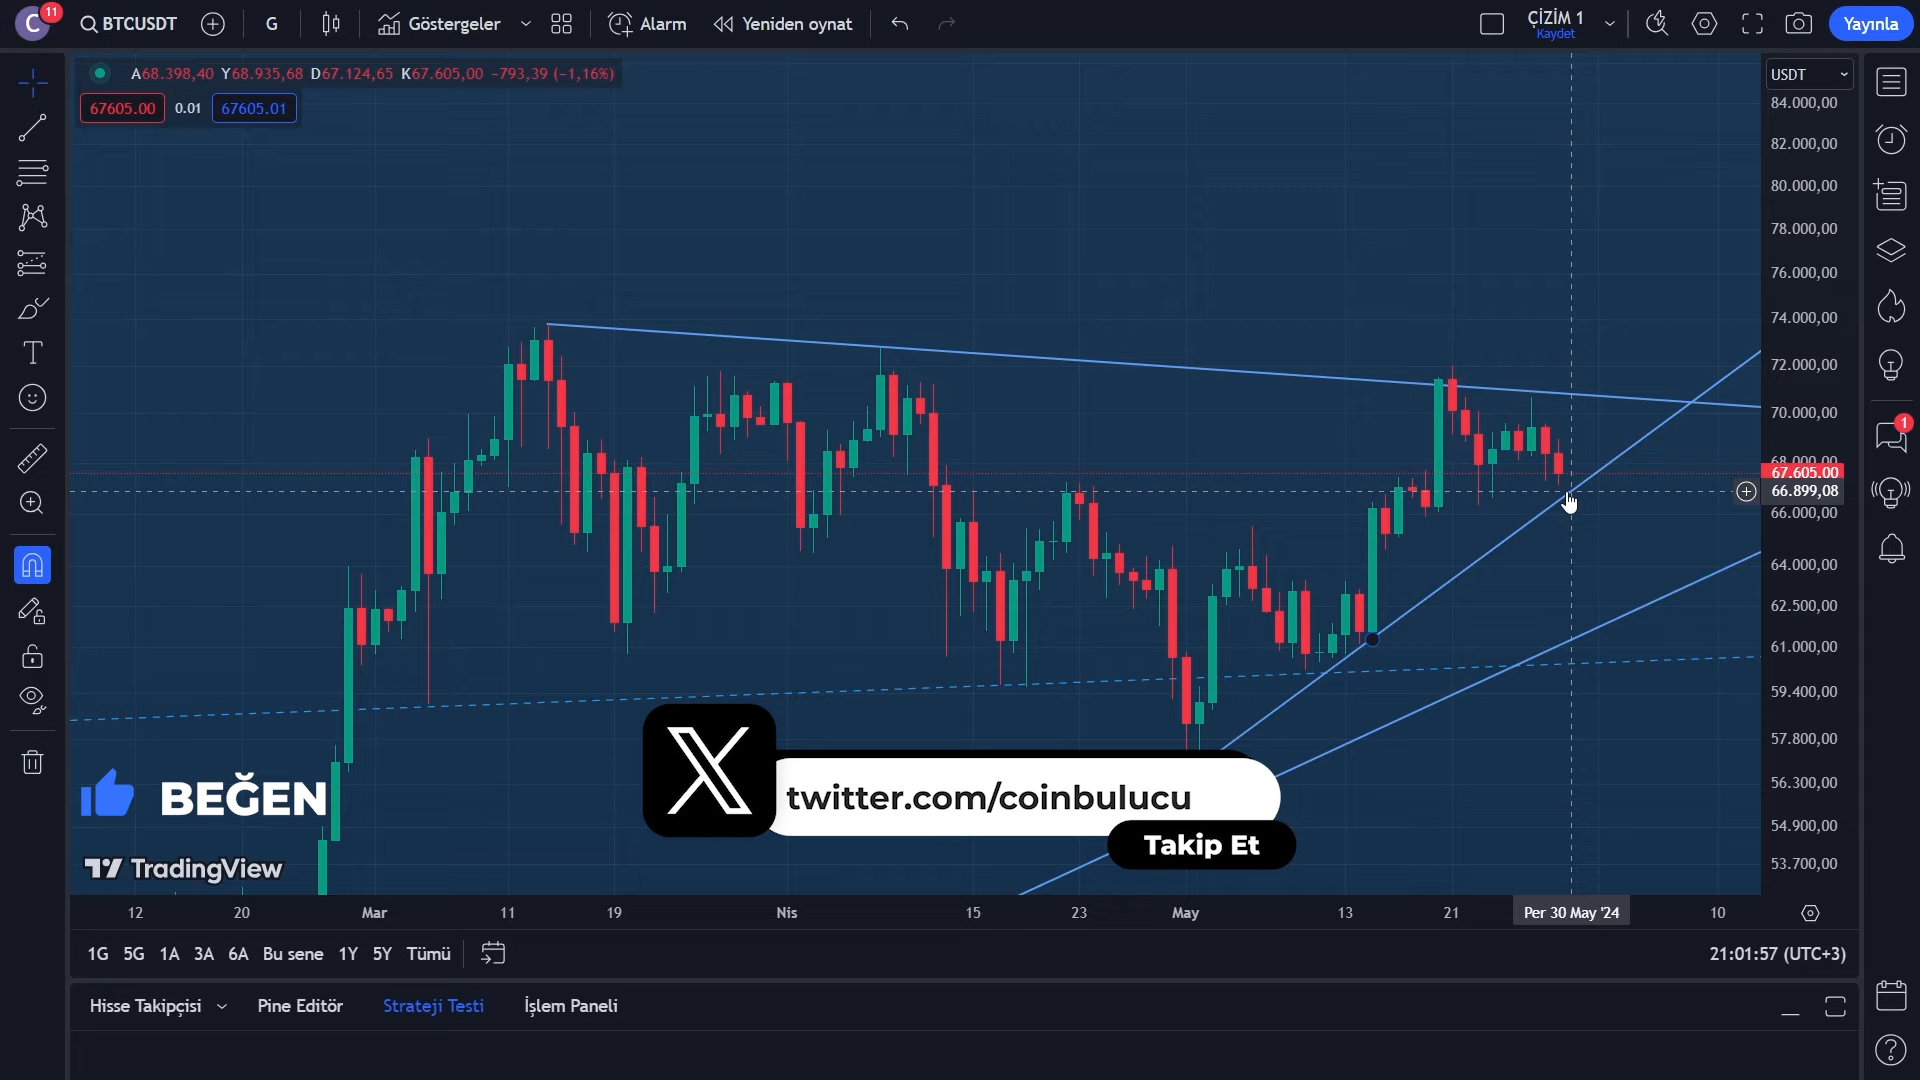 C 11 BTCUSDT G Göstergeler Alarm Yeniden oynat ÇİZİM 1 Yayınla
Kaydet
A68.398,40 Y68.935,68 D67.124,65 K67.605,00 −793,39 (−1,16%)
67605.00 0.01 67605.01
USDT
84.000,00
82.000,00
80.000,00
78.000,00
76.000,00
74.000,00
72.000,00
70.000,00
68.000,00
67.605,00
66.899,08
66.000,00
64.000,00
62.500,00
61.000,00
59.400,00
57.800,00
56.300,00
54.900,00
53.700,00
1
BEĞEN
twitter.com/coinbulucu
Takip Et
TradingView
12 20 Mar 11 19 Nis 15 23 May 13 21 Per 30 May '24 10
1G 5G 1A 3A 6A Bu sene 1Y 5Y Tümü 21:01:57 (UTC+3)
Hisse Takipçisi Pine Editör Strateji Testi İşlem Paneli